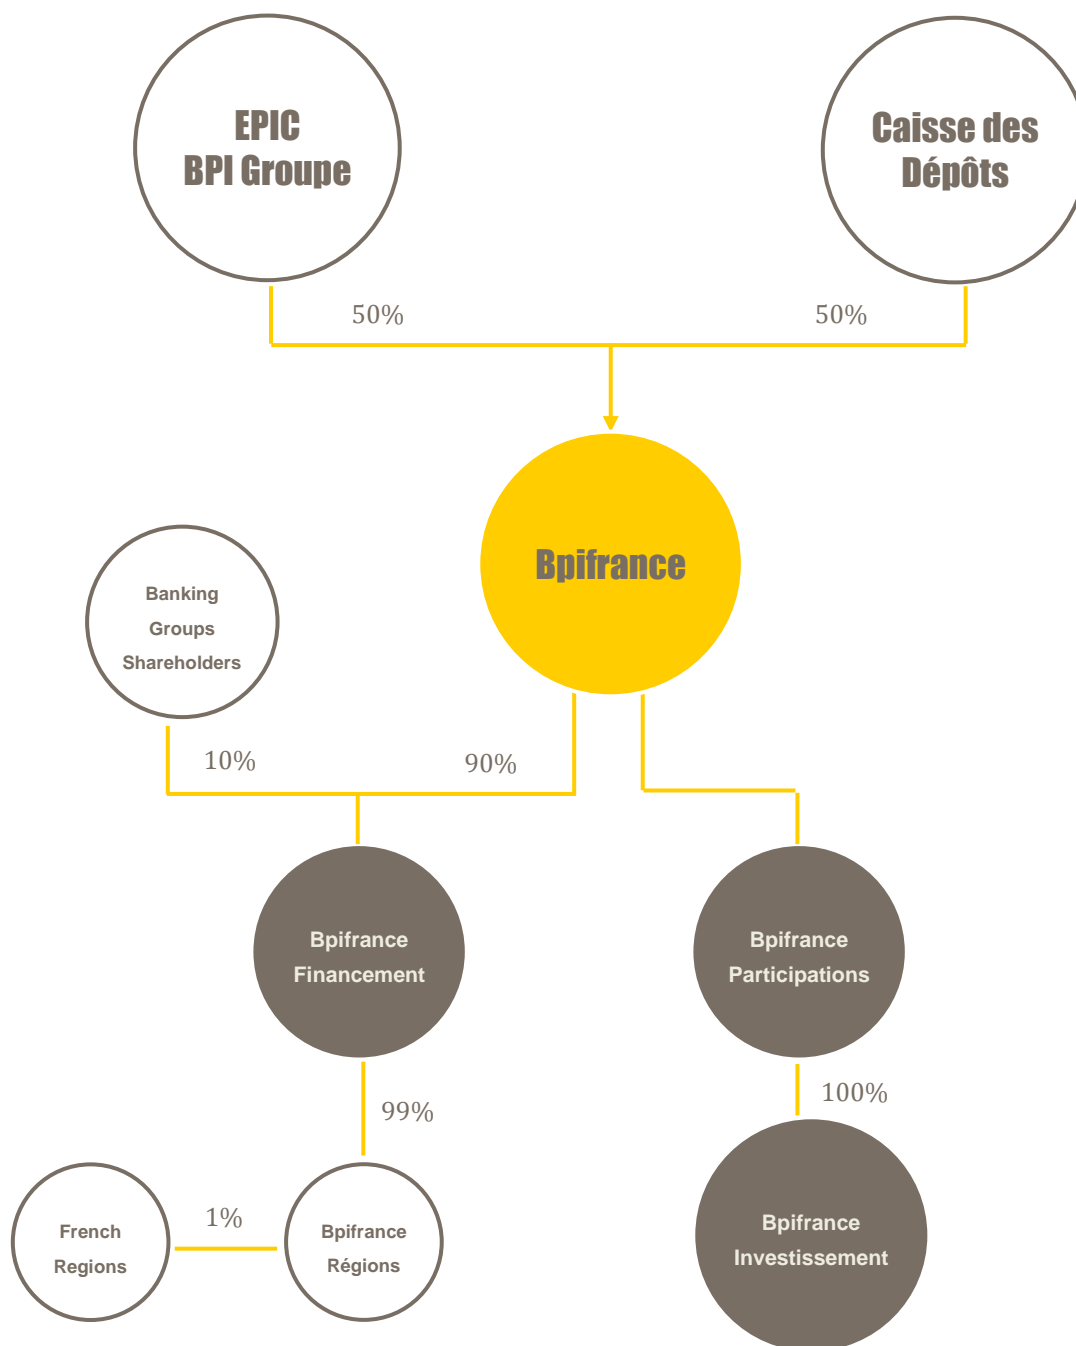 EPIC
BPI Groupe
Caisse des
Dépôts
50%
50%
Bpifrance
Banking
Groups
Shareholders
10%
90%
Bpifrance
Financement
Bpifrance
Participations
99%
100%
French
Regions
1%
Bpifrance
Régions
Bpifrance
Investissement